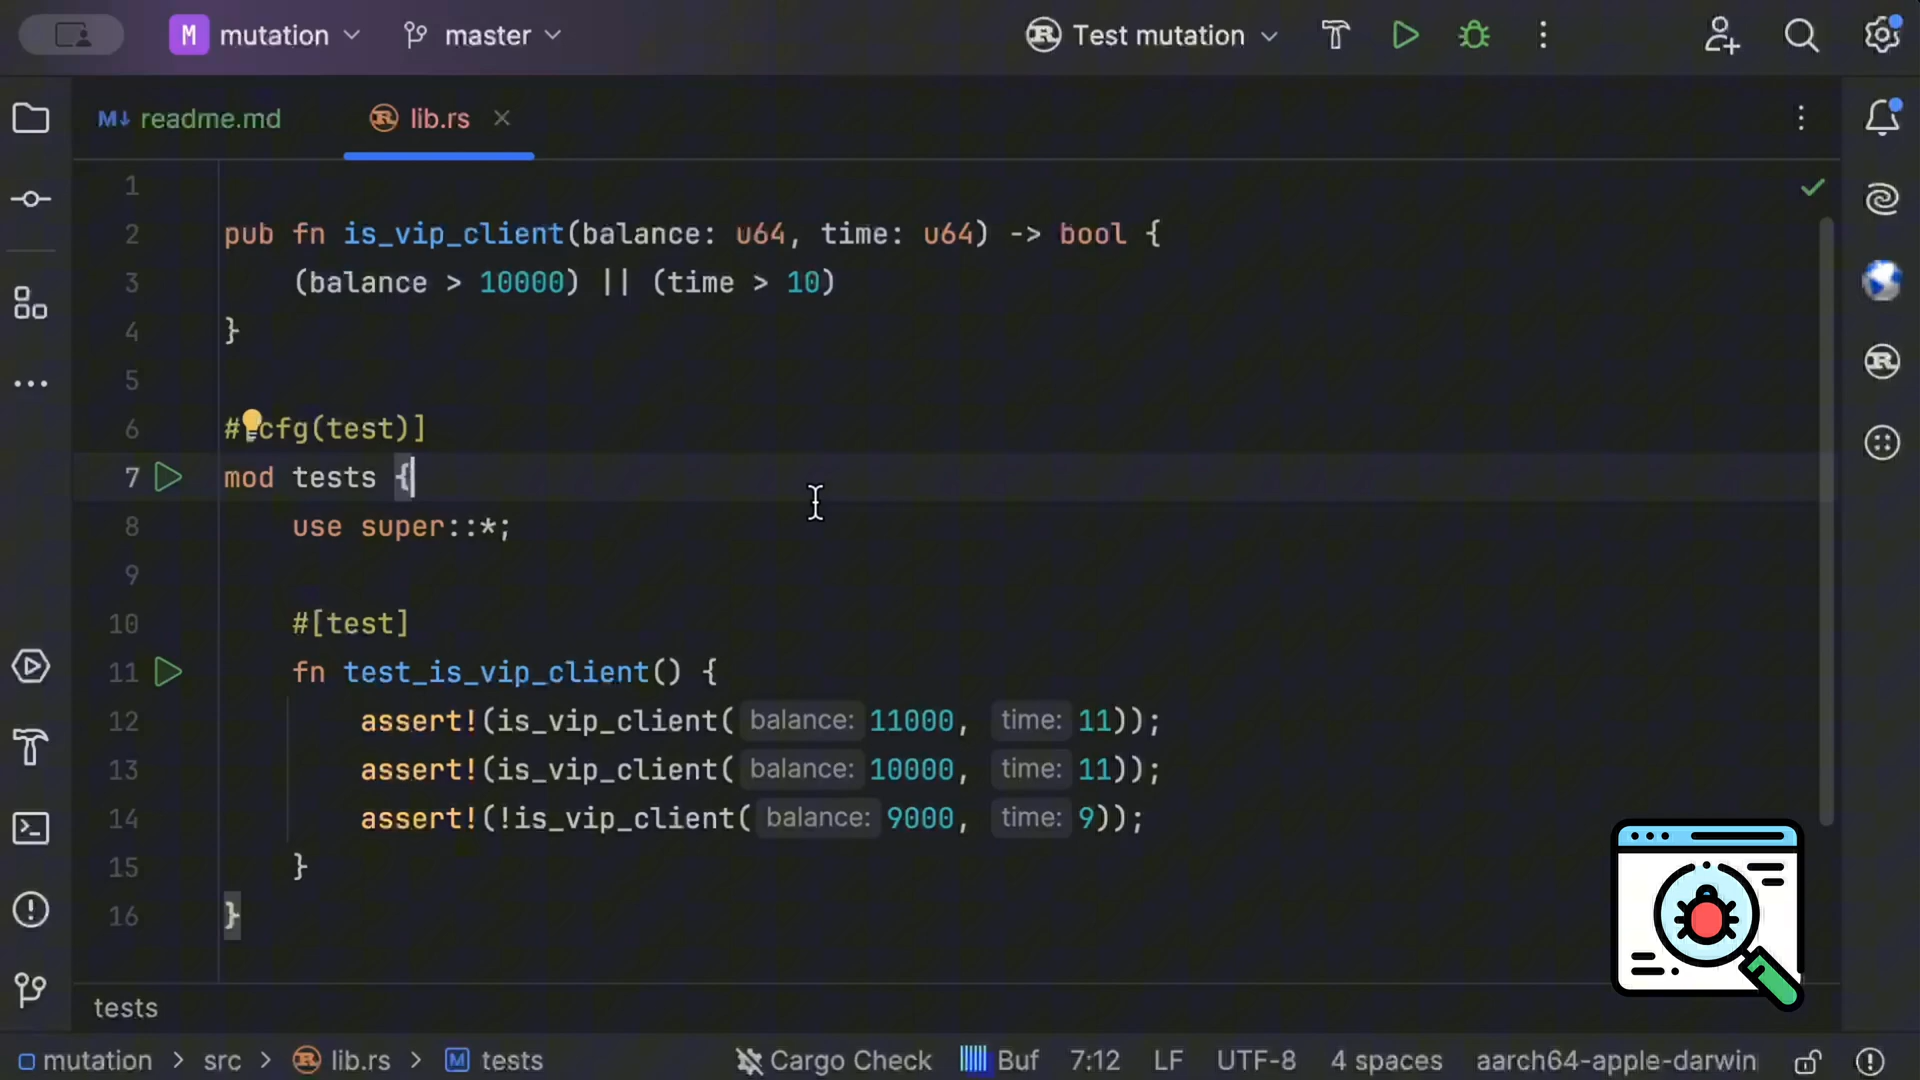 M mutation master Test mutation
M↓ readme.md lib.rs
1
2 pub fn is_vip_client(balance: u64, time: u64) -> bool {
3 (balance > 10000) || (time > 10)
4 }
5
6 #[cfg(test)]
7 mod tests {
8 use super::*;
9
10 #[test]
11 fn test_is_vip_client() {
12 assert!(is_vip_client( balance: 11000, time: 11));
13 assert!(is_vip_client( balance: 10000, time: 11));
14 assert!(!is_vip_client( balance: 9000, time: 9));
15 }
16 }
tests
mutation > src > lib.rs > M tests Cargo Check Buf 7:12 LF UTF-8 4 spaces aarch64-apple-darwin